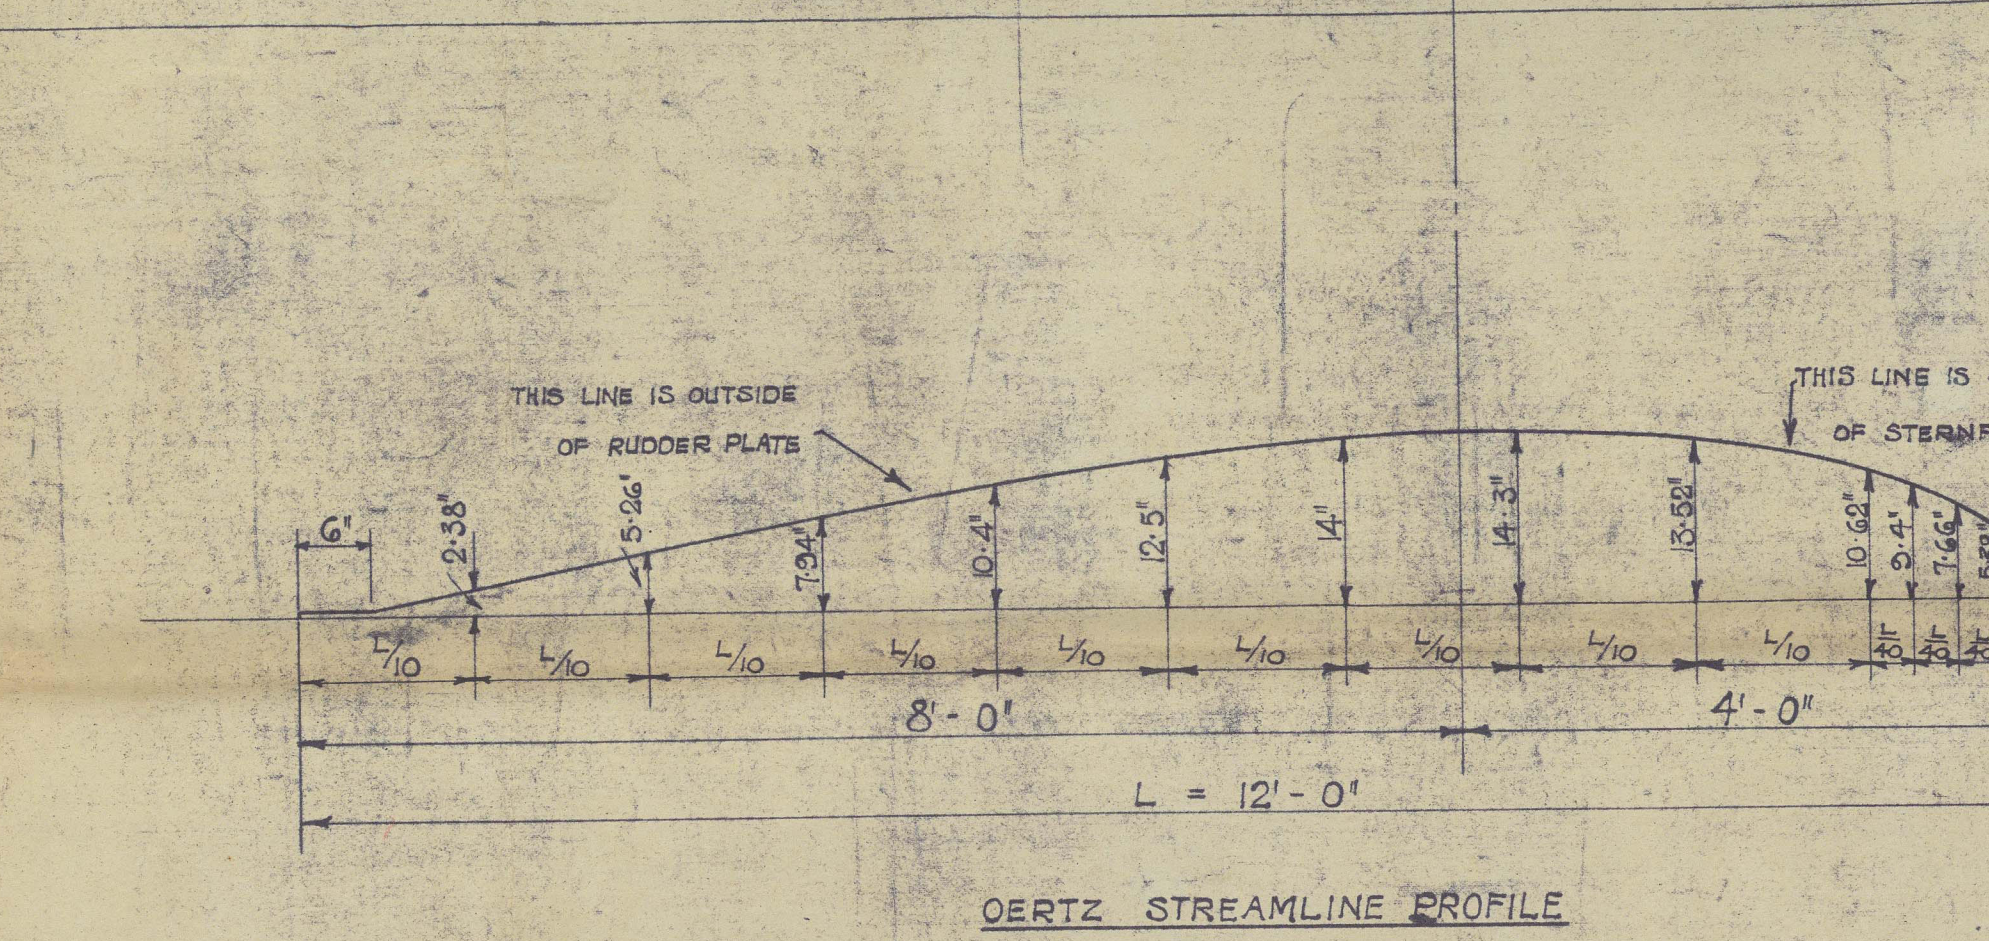 THIS LINE IS OUTSIDE
OF RUDDER PLATE
THIS LINE IS
OF
6"
2·38"
5·26'
7·94"
10·4"
12·5"
14"
14·3"
13·52"
10·62"
9·4'
7·66"
L/10
L/10
L/10
L/10
L/10
L/10
L/10
L/10
L/10
L/40
L/40
L/40
8'-0"
4'-0"
L = 12'-0"
OERTZ STREAMLINE PROFILE